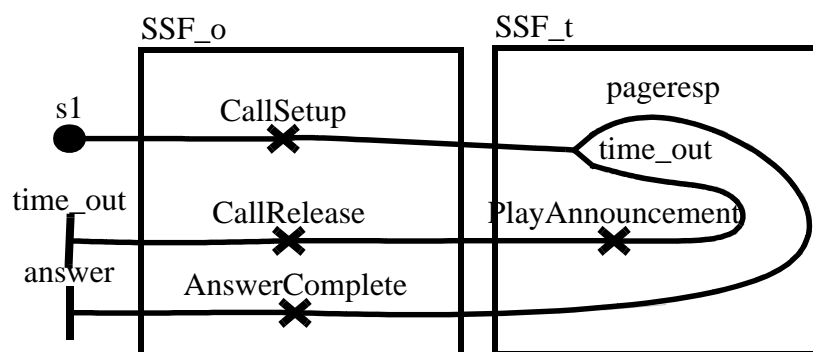 SSF_o
SSF_t
pageresp
s1
CallSetup
time_out
time_out
CallRelease
PlayAnnouncement
answer
AnswerComplete